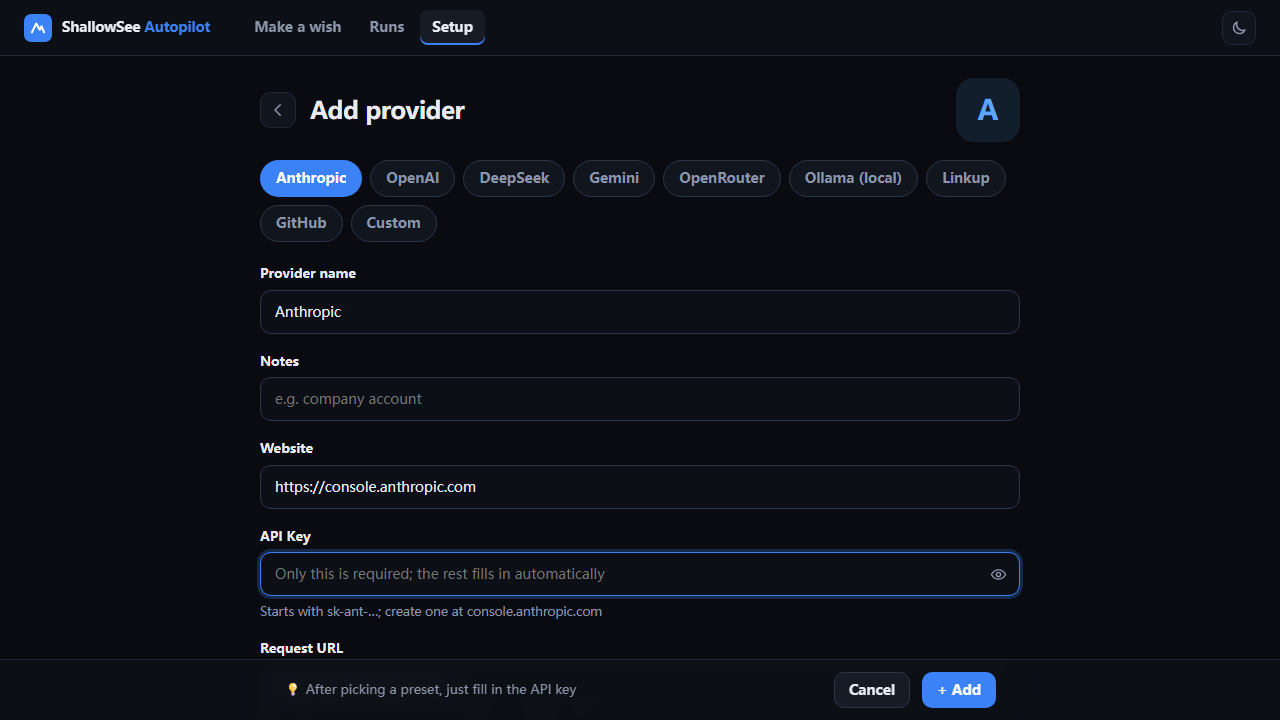 ShallowSee Autopilot
Make a wish
Runs
Setup
Add provider
A
Anthropic
OpenAI
DeepSeek
Gemini
OpenRouter
Ollama (local)
Linkup
GitHub
Custom
Provider name
Anthropic
Notes
e.g. company account
Website
https://console.anthropic.com
API Key
Only this is required; the rest fills in automatically
Starts with sk-ant-...; create one at console.anthropic.com
Request URL
After picking a preset, just fill in the API key
Cancel
+ Add